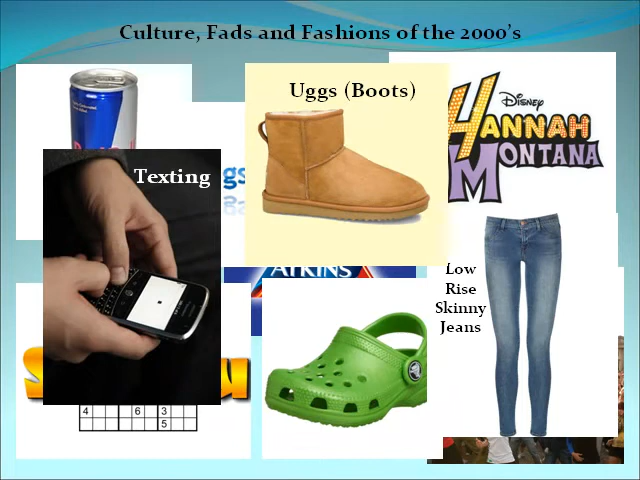 Culture, Fads and Fashions of the 2000's
Uggs (Boots)
Disney
HANNAH
MONTANA
Texting
gs
ATKINS
Low
Rise
Skinny
Jeans
4 6 3
5